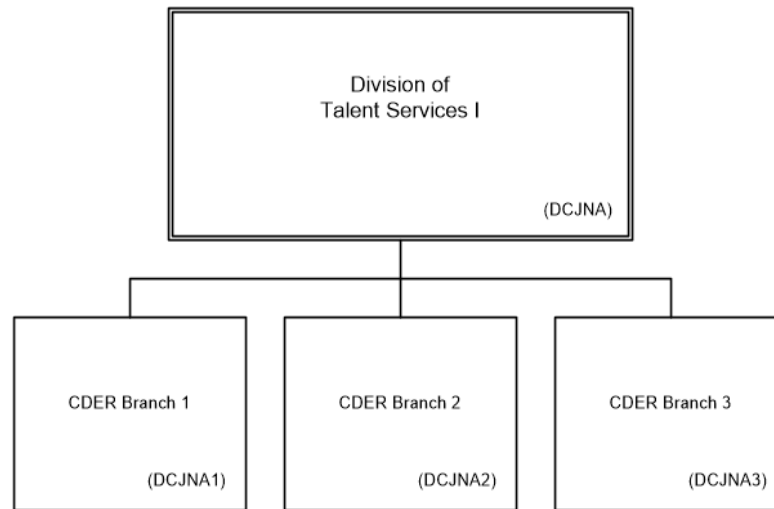 Division of
Talent Services I
(DCJNA)
CDER Branch 1
(DCJNA1)
CDER Branch 2
(DCJNA2)
CDER Branch 3
(DCJNA3)